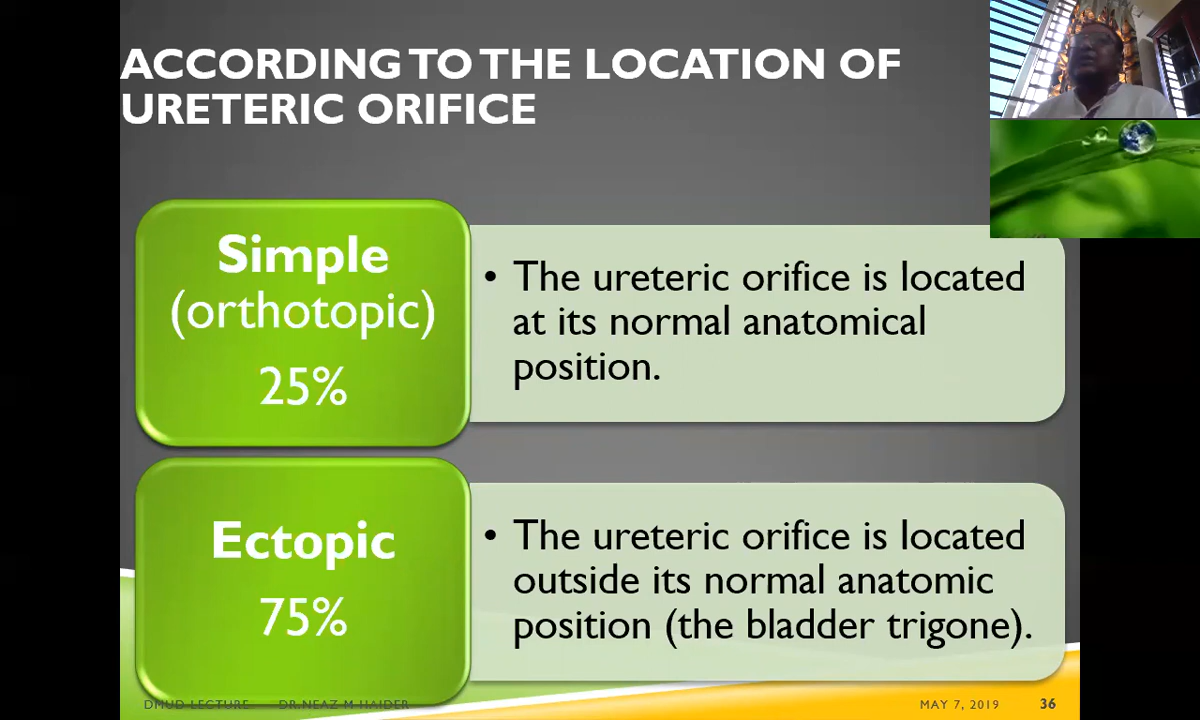 ACCORDING TO THE LOCATION OF
URETERIC ORIFICE
Simple
(orthotopic)
25%
• The ureteric orifice is located
at its normal anatomical
position.
Ectopic
75%
• The ureteric orifice is located
outside its normal anatomic
position (the bladder trigone).
DMUD LECTURE DR.NEAZ M HAIDER
MAY 7, 2019
36